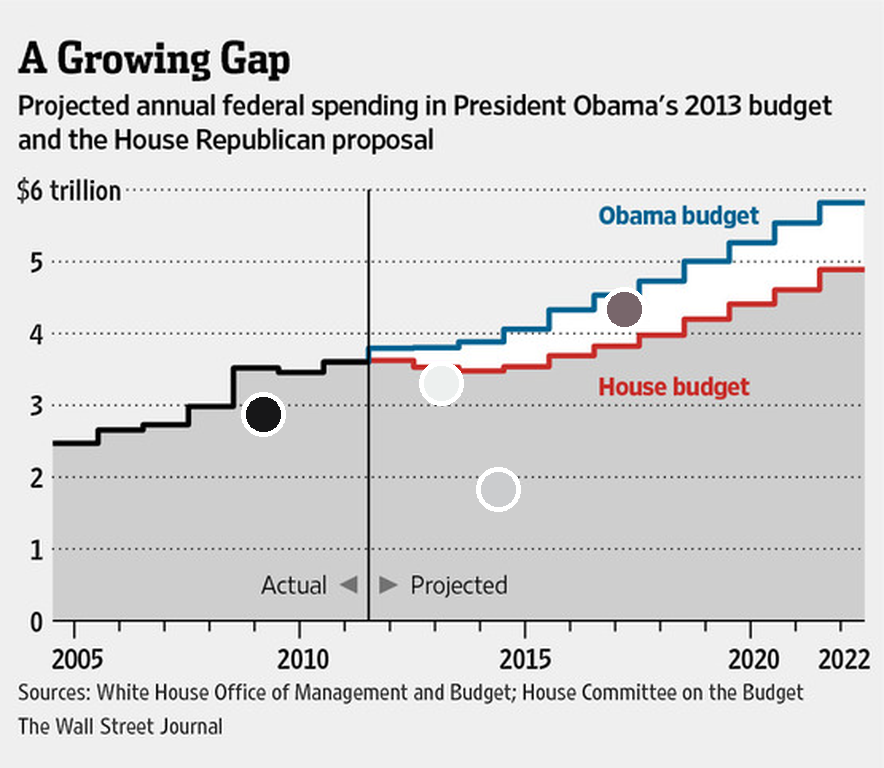 A Growing Gap
Projected annual federal spending in President Obama's 2013 budget
and the House Republican proposal
$6 trillion
Obama budget
5
4
House budget
3
2
1
Actual ◄ ► Projected
0
2005 2010 2015 2020 2022
Sources: White House Office of Management and Budget; House Committee on the Budget
The Wall Street Journal